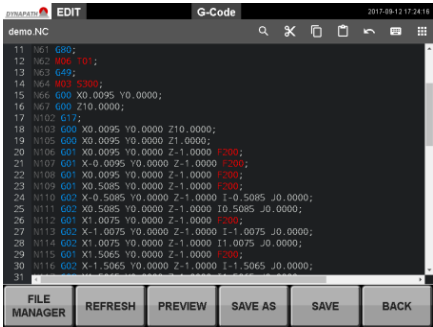 DYNAPATH EDIT G-Code 2017-09-12 17:24:16
demo.NC
11 N61 G80;
12 N62 M06 T01;
13 N63 G49;
14 N64 M03 S300;
15 N66 G00 X0.0095 Y0.0000;
16 N67 G00 Z10.0000;
17 N102 G17;
18 N103 G00 X0.0095 Y0.0000 Z10.0000;
19 N105 G00 X0.0095 Y0.0000 Z1.0000;
20 N106 G01 X0.0095 Y0.0000 Z-1.0000 F200;
21 N107 G01 X-0.0095 Y0.0000 Z-1.0000 F200;
22 N108 G01 X0.0095 Y0.0000 Z-1.0000 F200;
23 N109 G01 X0.5085 Y0.0000 Z-1.0000 F200;
24 N110 G02 X-0.5085 Y0.0000 Z-1.0000 I-0.5085 J0.0000;
25 N111 G02 X0.5085 Y0.0000 Z-1.0000 I0.5085 J0.0000;
26 N112 G01 X1.0075 Y0.0000 Z-1.0000 F200;
27 N113 G02 X-1.0075 Y0.0000 Z-1.0000 I-1.0075 J0.0000;
28 N114 G02 X1.0075 Y0.0000 Z-1.0000 I1.0075 J0.0000;
29 N115 G01 X1.5065 Y0.0000 Z-1.0000 F200;
30 N116 G02 X-1.5065 Y0.0000 Z-1.0000 I-1.5065 J0.0000;
31
FILE MANAGER REFRESH PREVIEW SAVE AS SAVE BACK